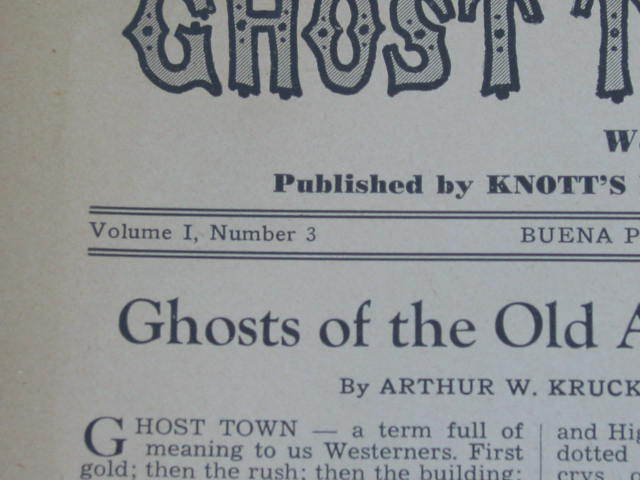 GHOST T
W
Published by KNOTT'S
Volume I, Number 3
BUENA P
Ghosts of the Old A
By ARTHUR W. KRUCK
GHOST TOWN — a term full of
meaning to us Westerners. First
gold; then the rush; then the building;
and Hig
dotted
crys